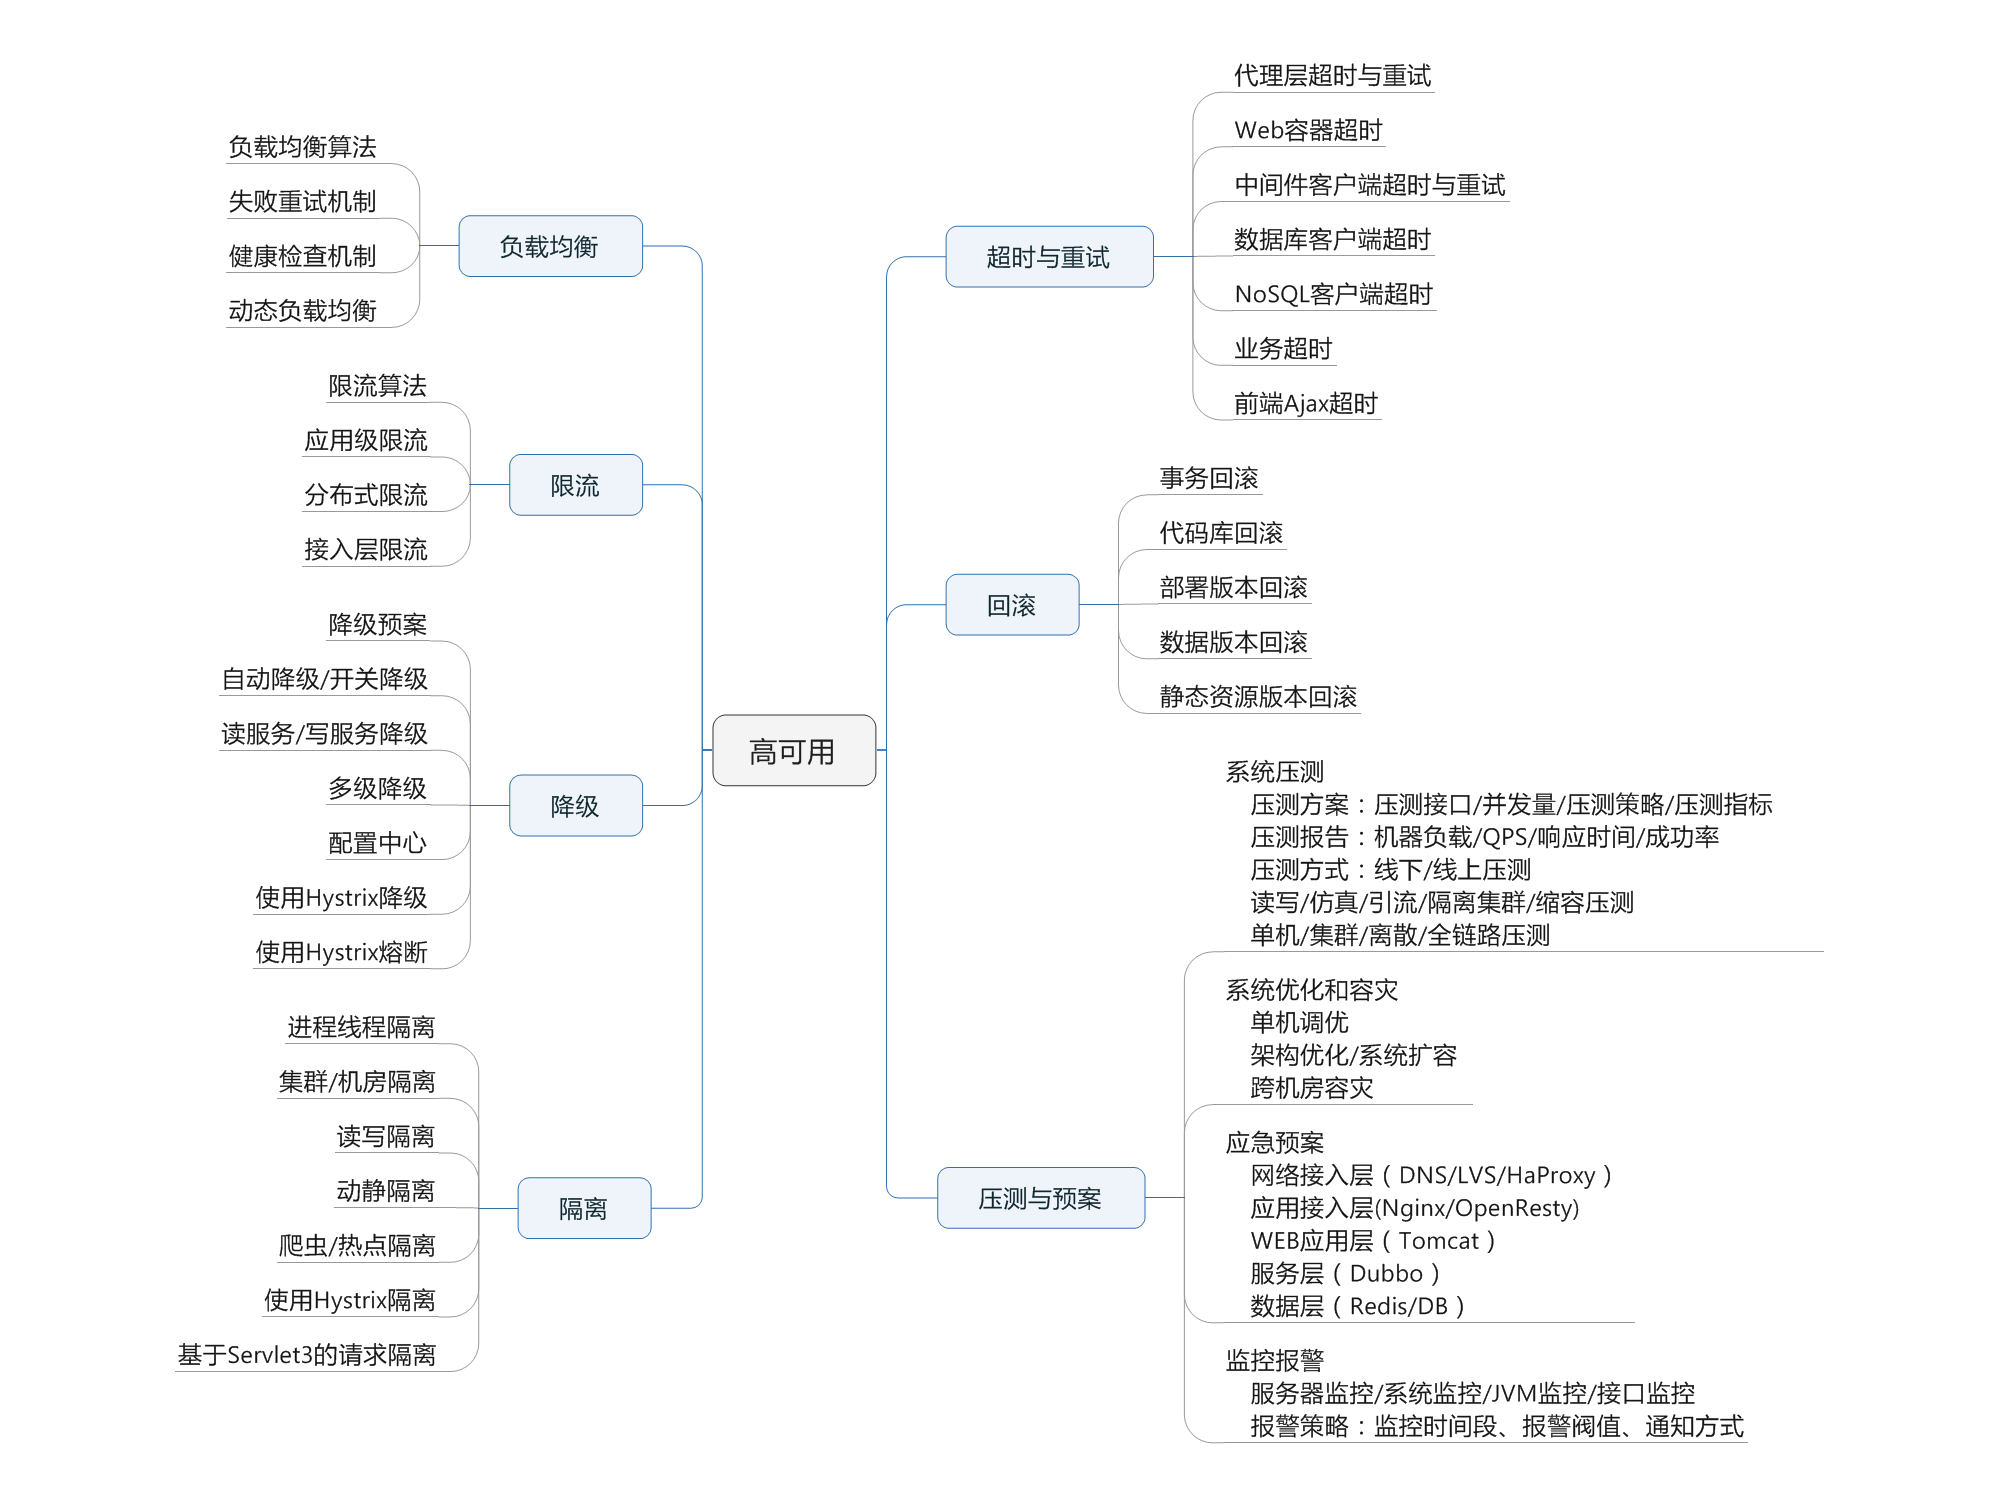 高可用
负载均衡
负载均衡算法
失败重试机制
健康检查机制
动态负载均衡
限流
限流算法
应用级限流
分布式限流
接入层限流
降级
降级预案
自动降级/开关降级
读服务/写服务降级
多级降级
配置中心
使用Hystrix降级
使用Hystrix熔断
隔离
进程线程隔离
集群/机房隔离
读写隔离
动静隔离
爬虫/热点隔离
使用Hystrix隔离
基于Servlet3的请求隔离
超时与重试
代理层超时与重试
Web容器超时
中间件客户端超时与重试
数据库客户端超时
NoSQL客户端超时
业务超时
前端Ajax超时
回滚
事务回滚
代码库回滚
部署版本回滚
数据版本回滚
静态资源版本回滚
压测与预案
系统压测
压测方案：压测接口/并发量/压测策略/压测指标
压测报告：机器负载/QPS/响应时间/成功率
压测方式：线下/线上压测
读写/仿真/引流/隔离集群/缩容压测
单机/集群/离散/全链路压测
系统优化和容灾
单机调优
架构优化/系统扩容
跨机房容灾
应急预案
网络接入层（DNS/LVS/HaProxy）
应用接入层(Nginx/OpenResty)
WEB应用层（Tomcat）
服务层（Dubbo）
数据层（Redis/DB）
监控报警
服务器监控/系统监控/JVM监控/接口监控
报警策略：监控时间段、报警阀值、通知方式